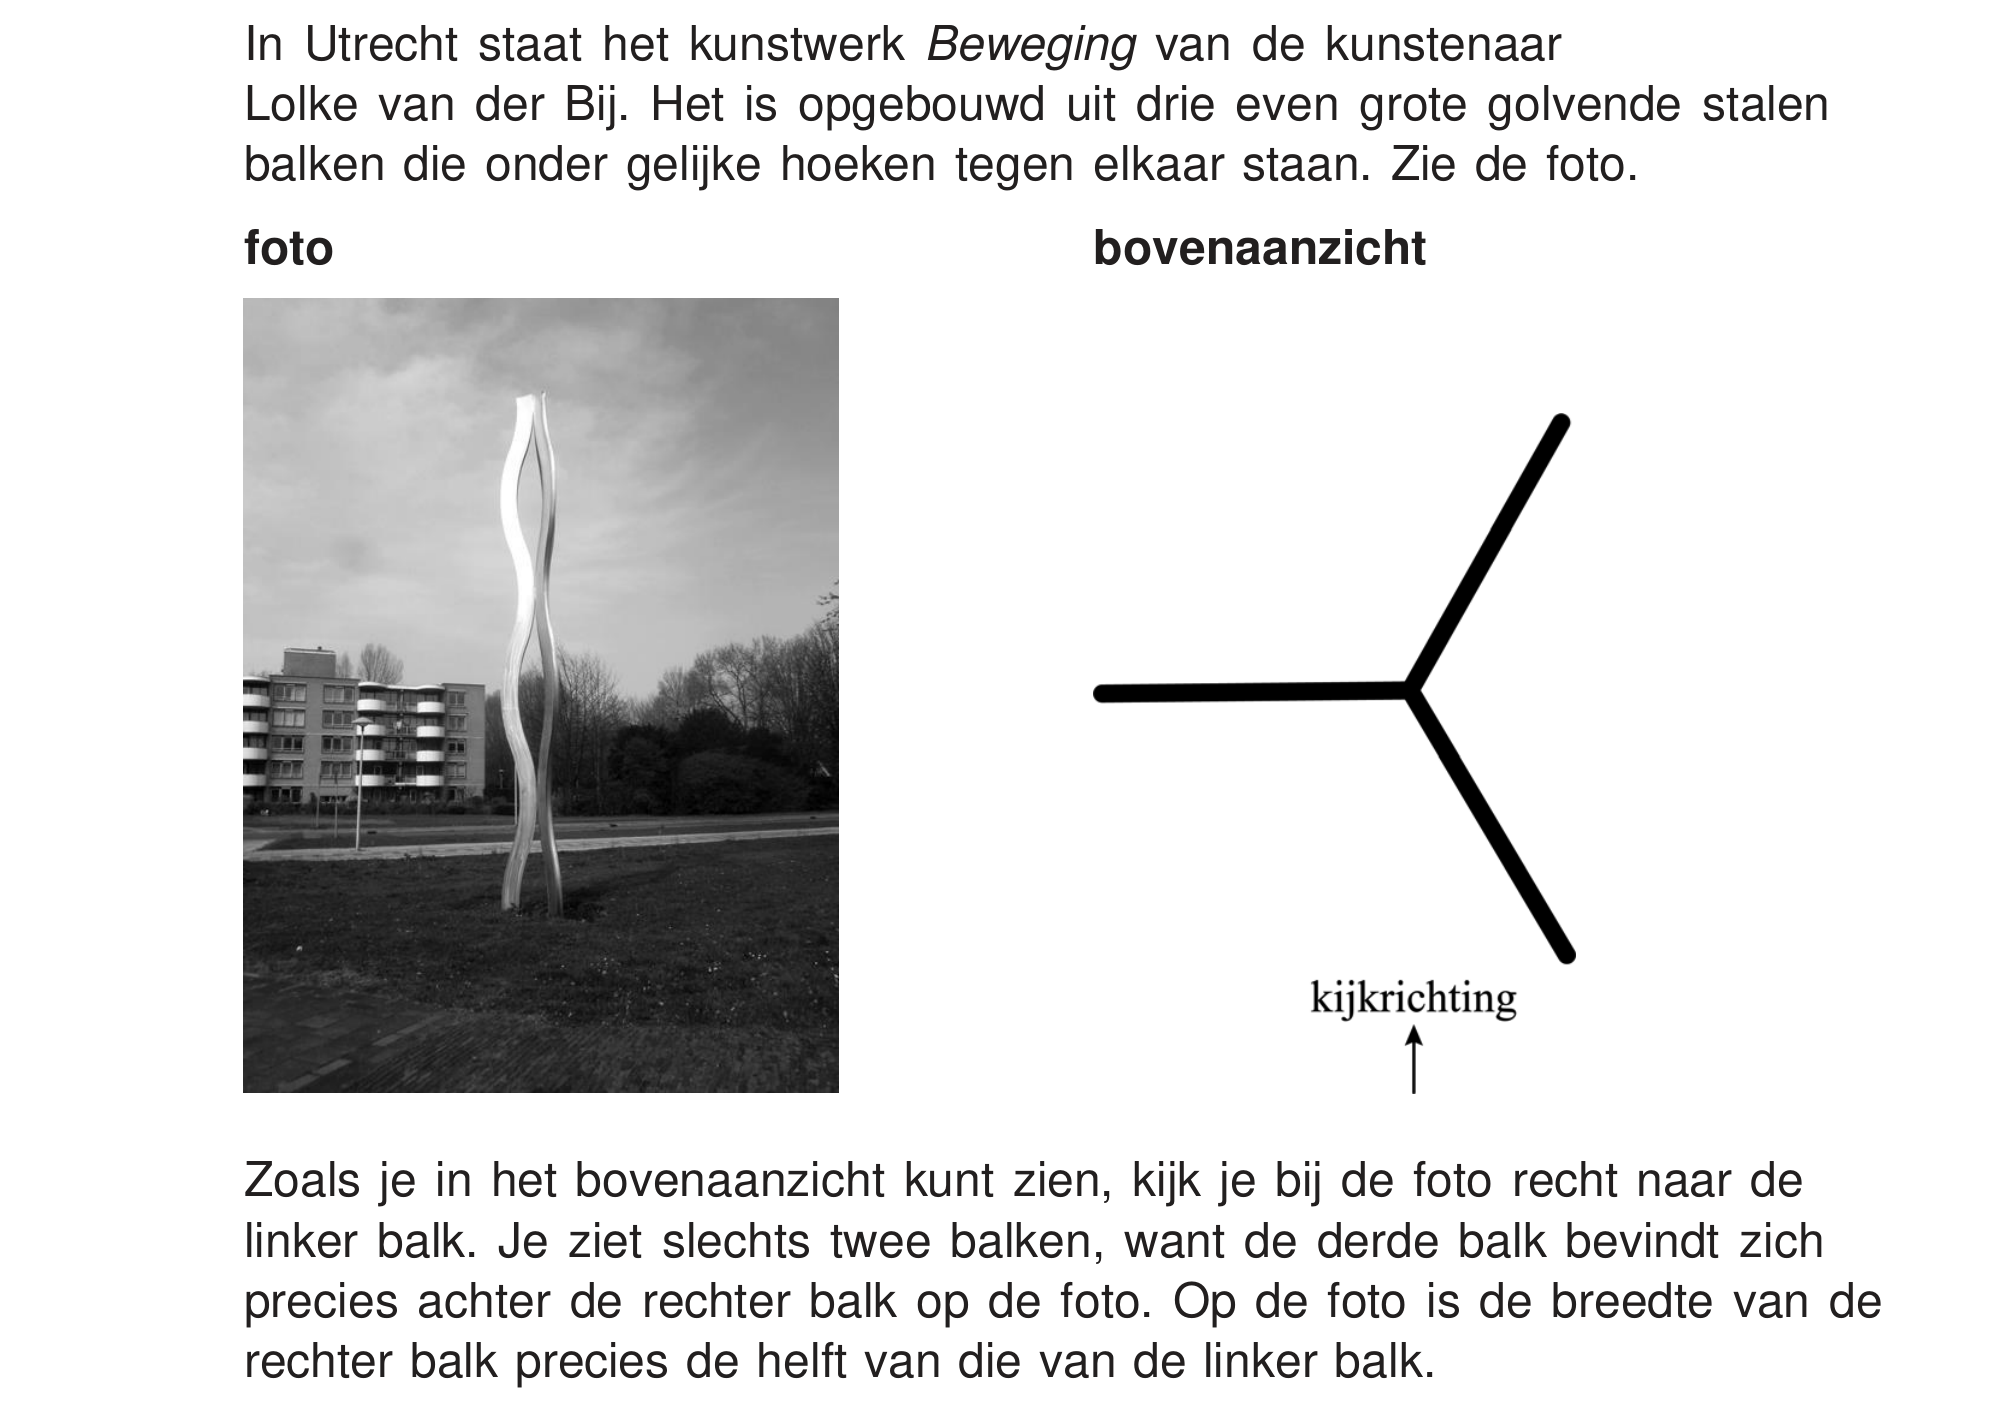 In Utrecht staat het kunstwerk Beweging van de kunstenaar
Lolke van der Bij. Het is opgebouwd uit drie even grote golvende stalen
balken die onder gelijke hoeken tegen elkaar staan. Zie de foto.
foto
bovenaanzicht
kijkrichting
Zoals je in het bovenaanzicht kunt zien, kijk je bij de foto recht naar de
linker balk. Je ziet slechts twee balken, want de derde balk bevindt zich
precies achter de rechter balk op de foto. Op de foto is de breedte van de
rechter balk precies de helft van die van de linker balk.